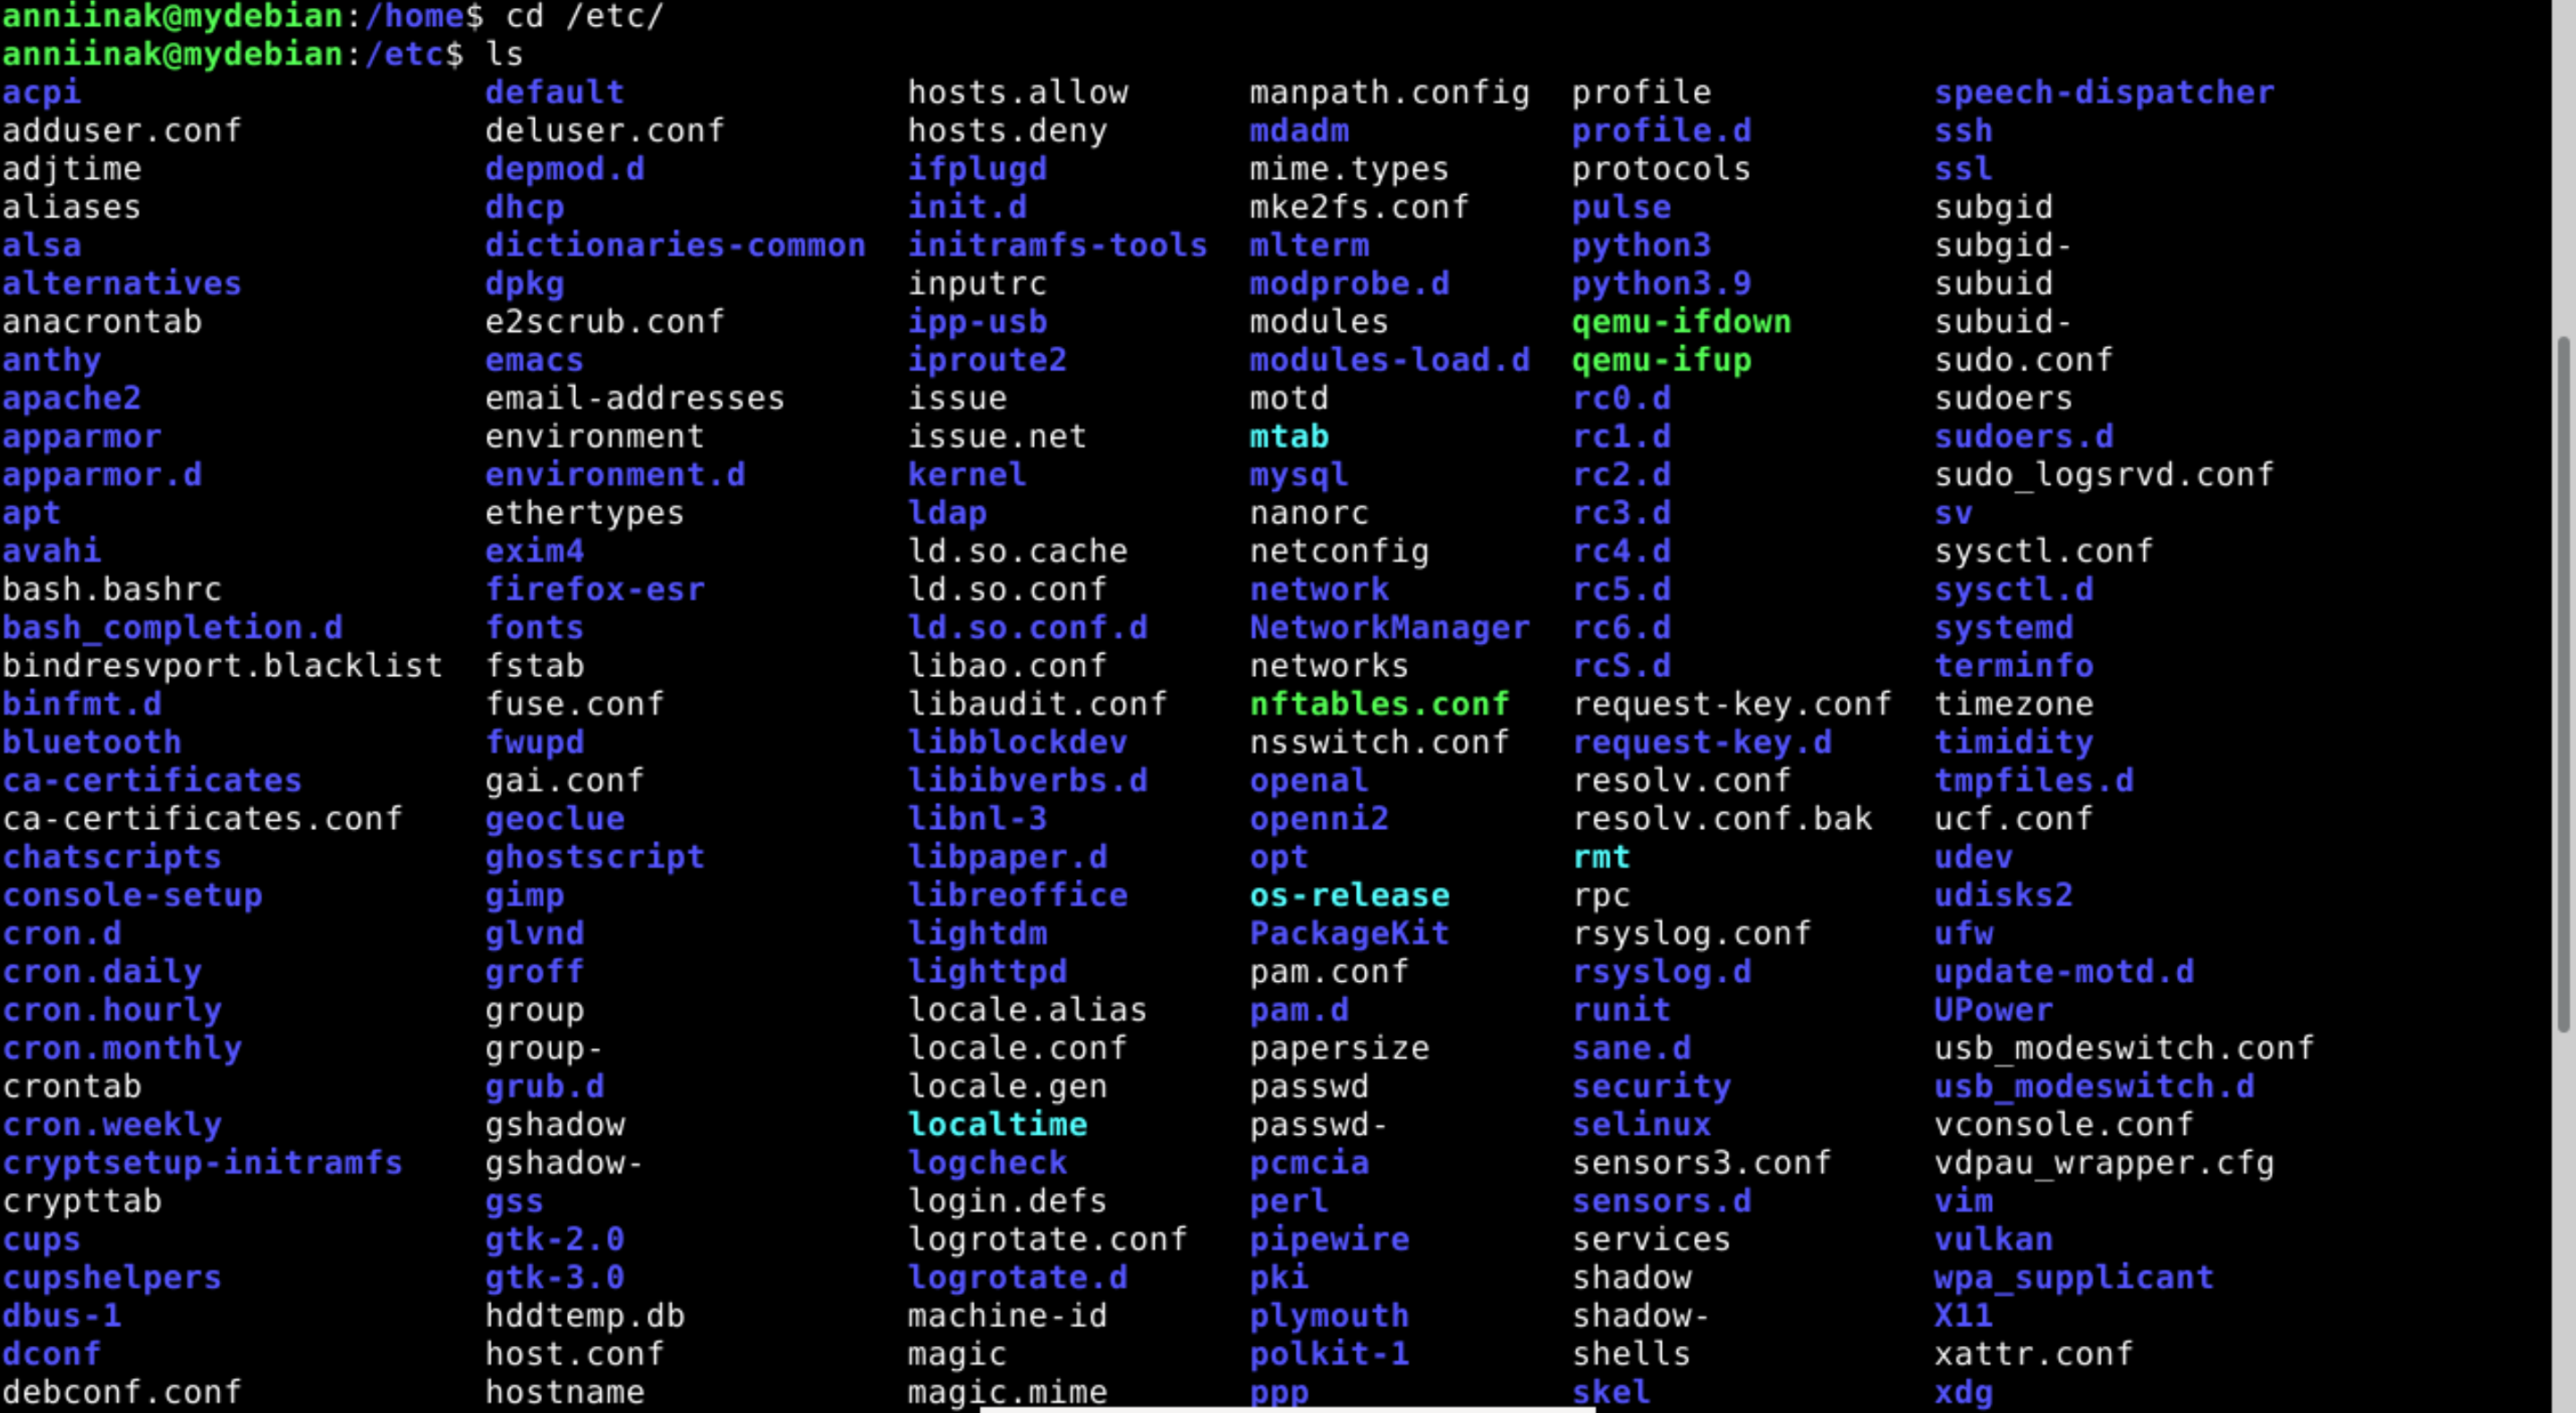 anniinak@mydebian:/home$ cd /etc/
anniinak@mydebian:/etc$ ls
acpi default hosts.allow manpath.config profile speech-dispatcher
adduser.conf deluser.conf hosts.deny mdadm profile.d ssh
adjtime depmod.d ifplugd mime.types protocols ssl
aliases dhcp init.d mke2fs.conf pulse subgid
alsa dictionaries-common initramfs-tools mlterm python3 subgid-
alternatives dpkg inputrc modprobe.d python3.9 subuid
anacrontab e2scrub.conf ipp-usb modules qemu-ifdown subuid-
anthy emacs iproute2 modules-load.d qemu-ifup sudo.conf
apache2 email-addresses issue motd rc0.d sudoers
apparmor environment issue.net mtab rc1.d sudoers.d
apparmor.d environment.d kernel mysql rc2.d sudo_logsrvd.conf
apt ethertypes ldap nanorc rc3.d sv
avahi exim4 ld.so.cache netconfig rc4.d sysctl.conf
bash.bashrc firefox-esr ld.so.conf network rc5.d sysctl.d
bash_completion.d fonts ld.so.conf.d NetworkManager rc6.d systemd
bindresvport.blacklist fstab libao.conf networks rcS.d terminfo
binfmt.d fuse.conf libaudit.conf nftables.conf request-key.conf timezone
bluetooth fwupd libblockdev nsswitch.conf request-key.d timidity
ca-certificates gai.conf libibverbs.d openal resolv.conf tmpfiles.d
ca-certificates.conf geoclue libnl-3 openni2 resolv.conf.bak ucf.conf
chatscripts ghostscript libpaper.d opt rmt udev
console-setup gimp libreoffice os-release rpc udisks2
cron.d glvnd lightdm PackageKit rsyslog.conf ufw
cron.daily groff lighttpd pam.conf rsyslog.d update-motd.d
cron.hourly group locale.alias pam.d runit UPower
cron.monthly group- locale.conf papersize sane.d usb_modeswitch.conf
crontab grub.d locale.gen passwd security usb_modeswitch.d
cron.weekly gshadow localtime passwd- selinux vconsole.conf
cryptsetup-initramfs gshadow- logcheck pcmcia sensors3.conf vdpau_wrapper.cfg
crypttab gss login.defs perl sensors.d vim
cups gtk-2.0 logrotate.conf pipewire services vulkan
cupshelpers gtk-3.0 logrotate.d pki shadow wpa_supplicant
dbus-1 hddtemp.db machine-id plymouth shadow- X11
dconf host.conf magic polkit-1 shells xattr.conf
debconf.conf hostname magic.mime ppp skel xdg